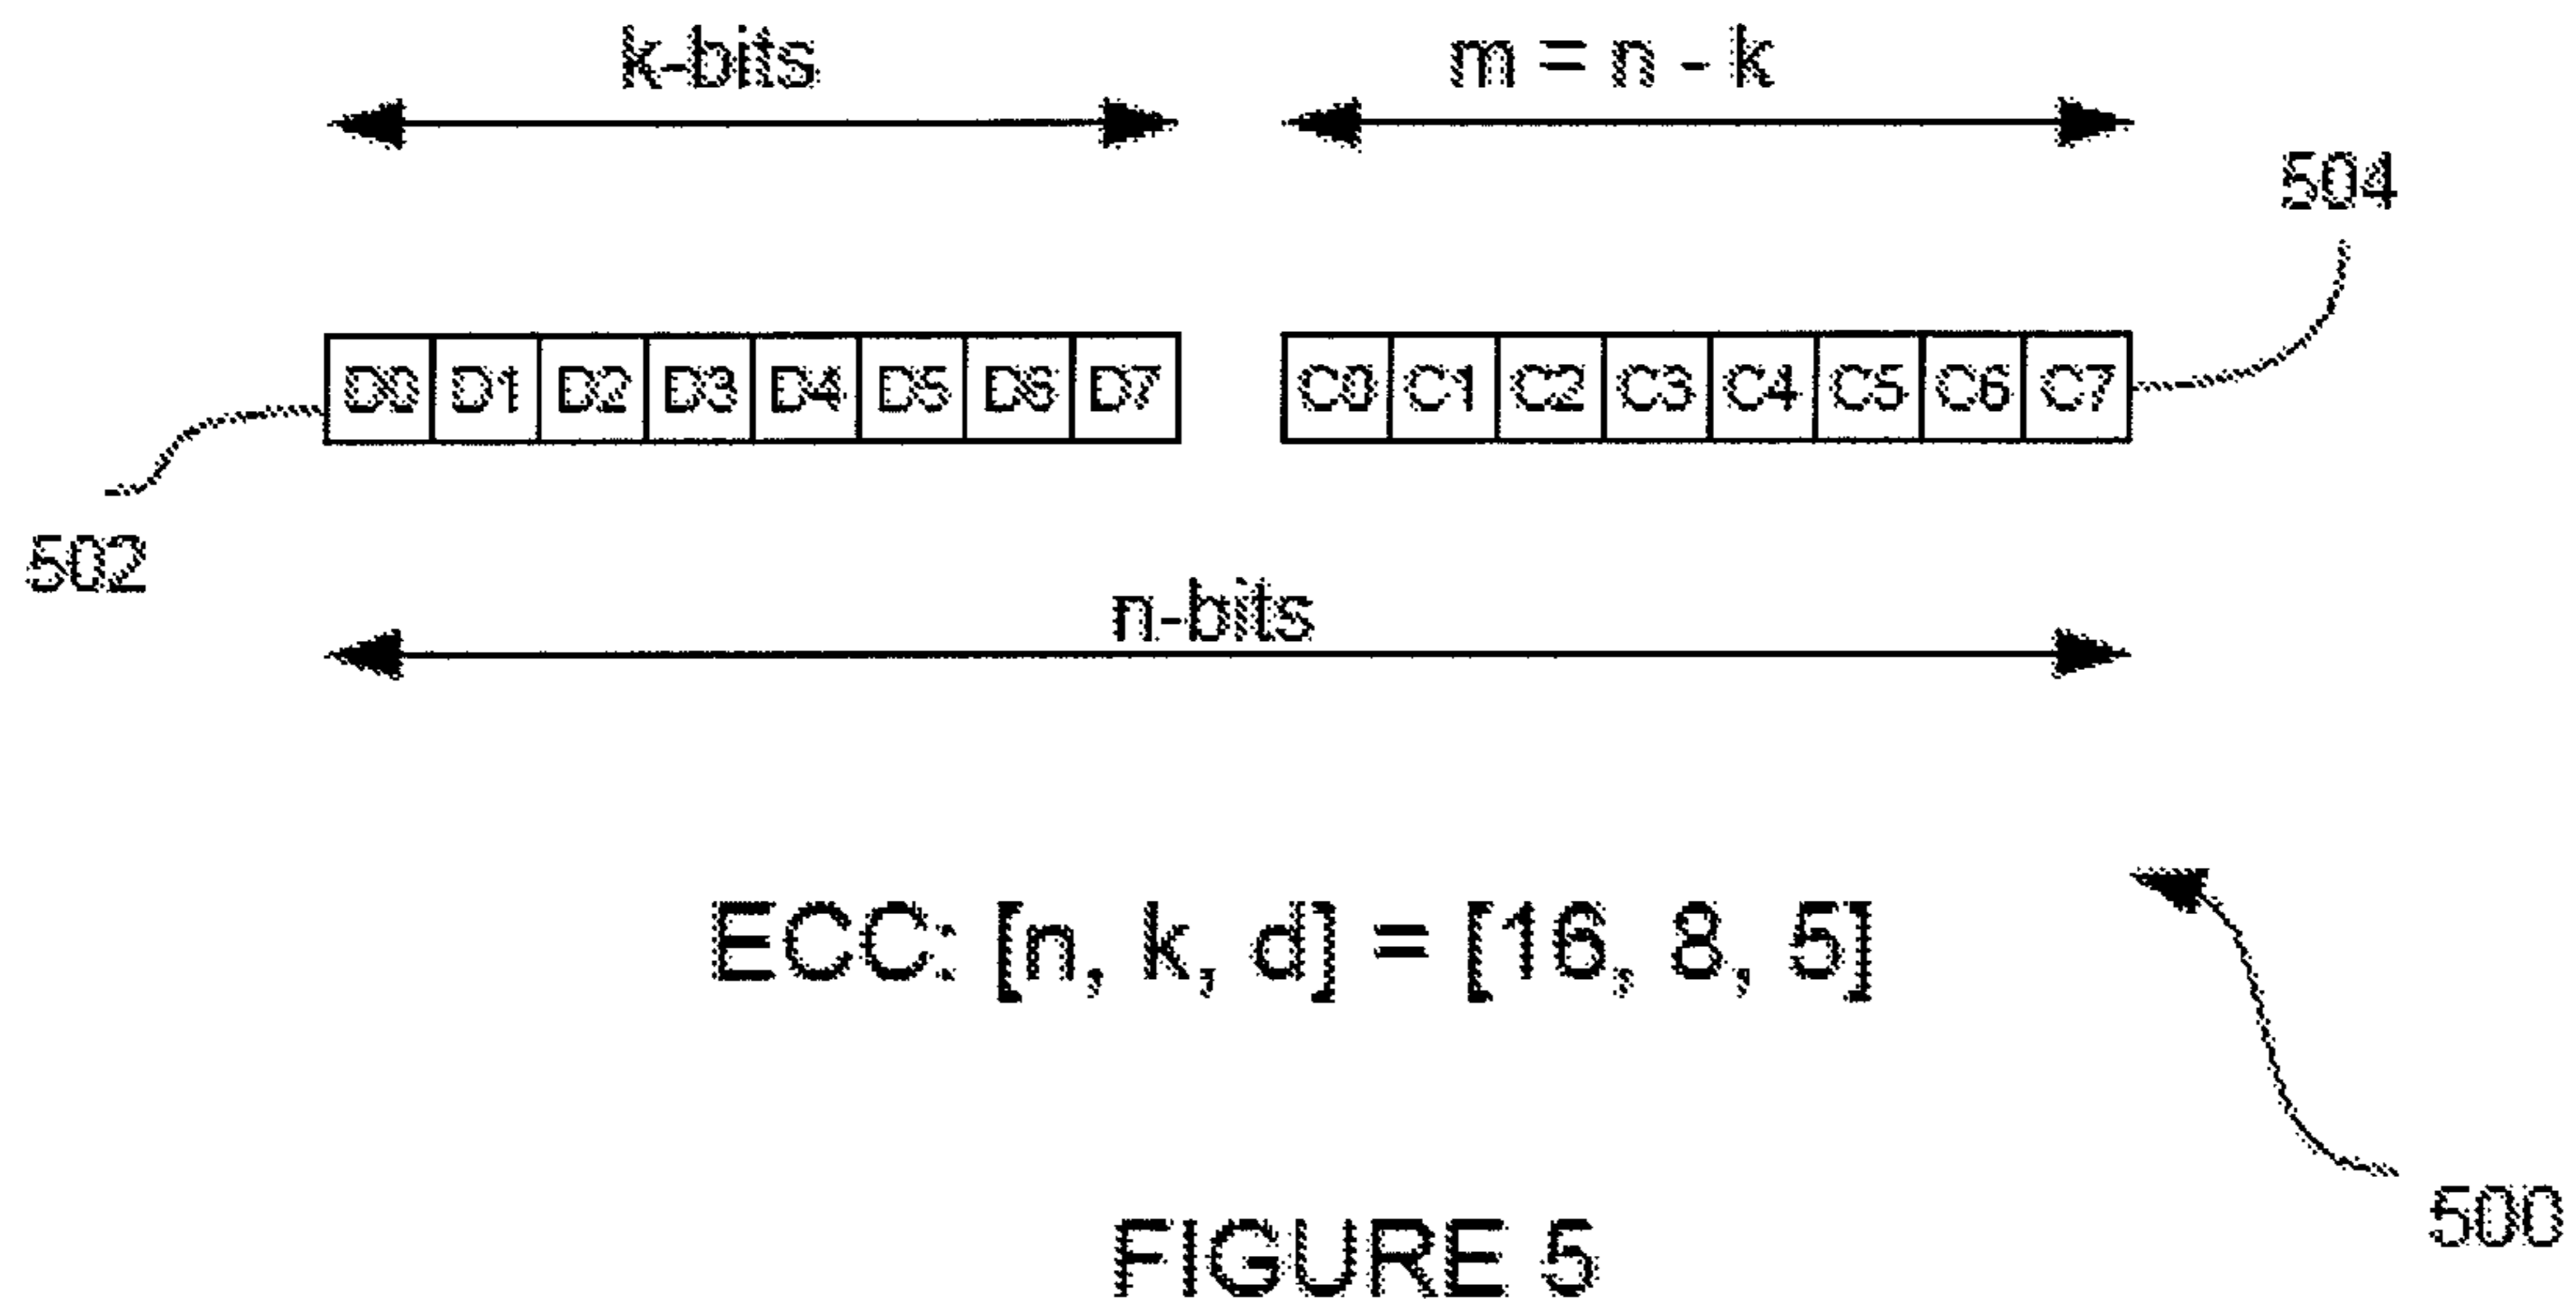 k-bits
m = n - k
504
D0 D1 D2 D3 D4 D5 D6 D7
C0 C1 C2 C3 C4 C5 C6 C7
502
n-bits
ECC: [n, k, d] = [16, 8, 5]
500
FIGURE 5